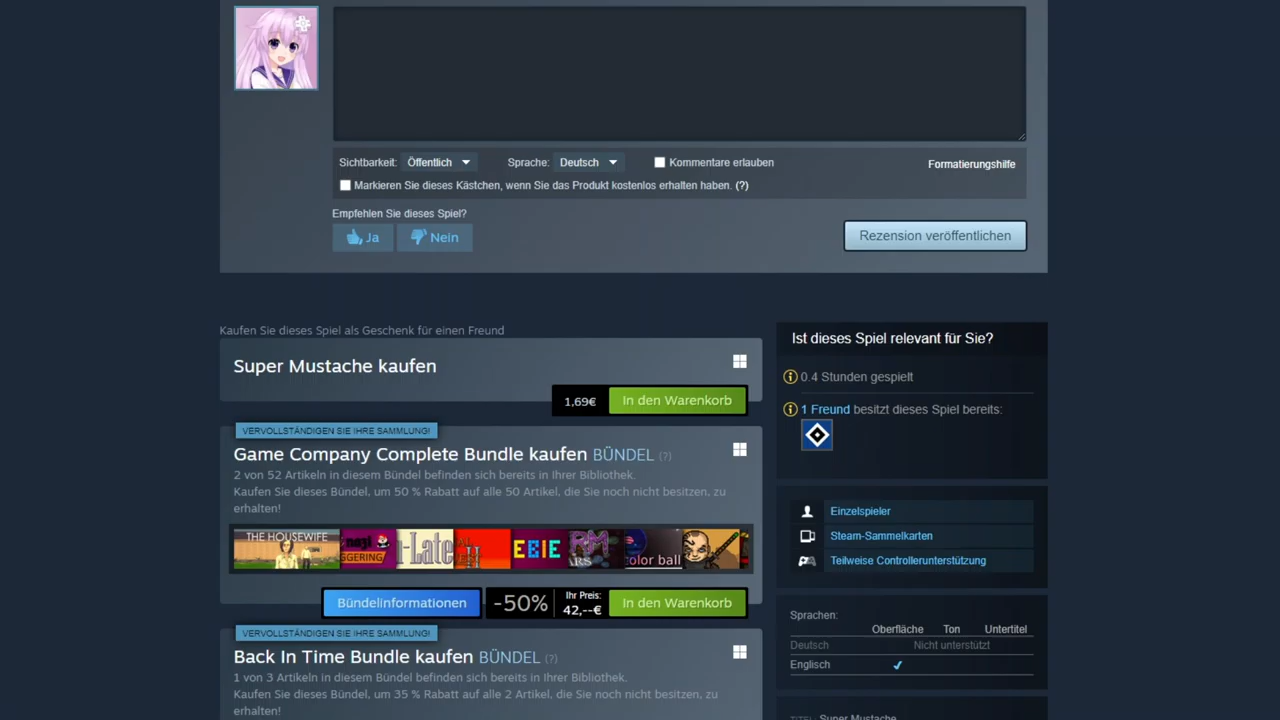 Sichtbarkeit: Öffentlich Sprache: Deutsch Kommentare erlauben Formatierungshilfe
Markieren Sie dieses Kästchen, wenn Sie das Produkt kostenlos erhalten haben. (?)
Empfehlen Sie dieses Spiel?
Ja Nein Rezension veröffentlichen
Kaufen Sie dieses Spiel als Geschenk für einen Freund
Super Mustache kaufen
1,69€ In den Warenkorb
VERVOLLSTÄNDIGEN SIE IHRE SAMMLUNG!
Game Company Complete Bundle kaufen BÜNDEL (?)
2 von 52 Artikeln in diesem Bündel befinden sich bereits in Ihrer Bibliothek.
Kaufen Sie dieses Bündel, um 50 % Rabatt auf alle 50 Artikel, die Sie noch nicht besitzen, zu
erhalten!
THE HOUSEWIFE
GGERING
-Late
EBIE
RM
ARS
color ball
Bündelinformationen -50% Ihr Preis: 42,--€ In den Warenkorb
VERVOLLSTÄNDIGEN SIE IHRE SAMMLUNG!
Back In Time Bundle kaufen BÜNDEL (?)
1 von 3 Artikeln in diesem Bündel befinden sich bereits in Ihrer Bibliothek.
Kaufen Sie dieses Bündel, um 35 % Rabatt auf alle 2 Artikel, die Sie noch nicht besitzen, zu
erhalten!
Ist dieses Spiel relevant für Sie?
0.4 Stunden gespielt
1 Freund besitzt dieses Spiel bereits:
Einzelspieler
Steam-Sammelkarten
Teilweise Controllerunterstützung
Sprachen:
Oberfläche Ton Untertitel
Deutsch Nicht unterstützt
Englisch ✔
TITEL: Super Mustache